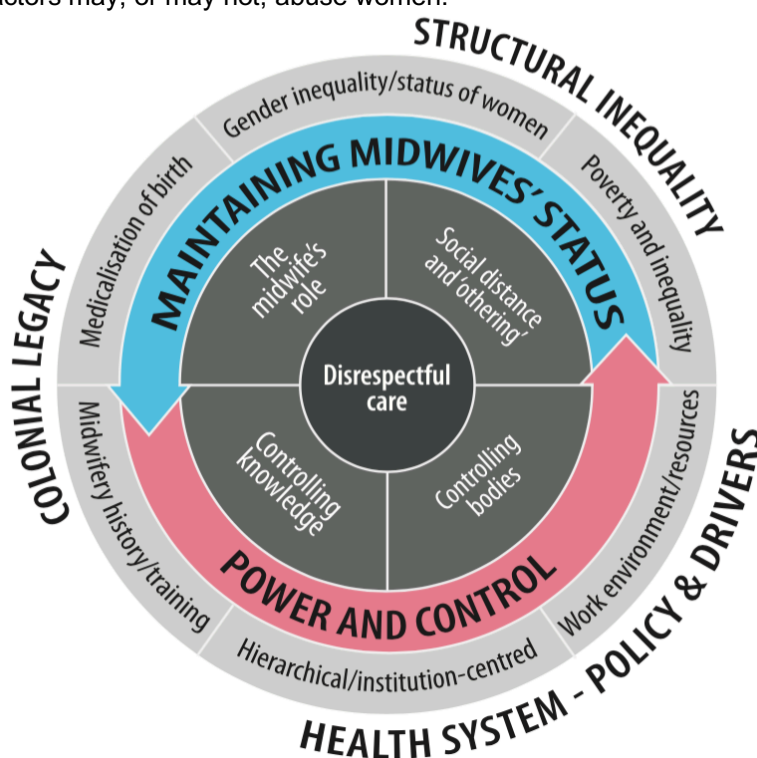 actors may, or may not, abuse women.
STRUCTURAL INEQUALITY
Gender inequality/status of women
Medicalisation of birth
Poverty and inequality
MAINTAINING MIDWIVES’ STATUS
The
midwife’s
role
Social distance
and othering’
COLONIAL LEGACY
Disrespectful
care
Controlling
knowledge
Controlling
bodies
Midwifery history/training
Work environment/resources
POWER AND CONTROL
Hierarchical/institution-centred
HEALTH SYSTEM - POLICY & DRIVERS